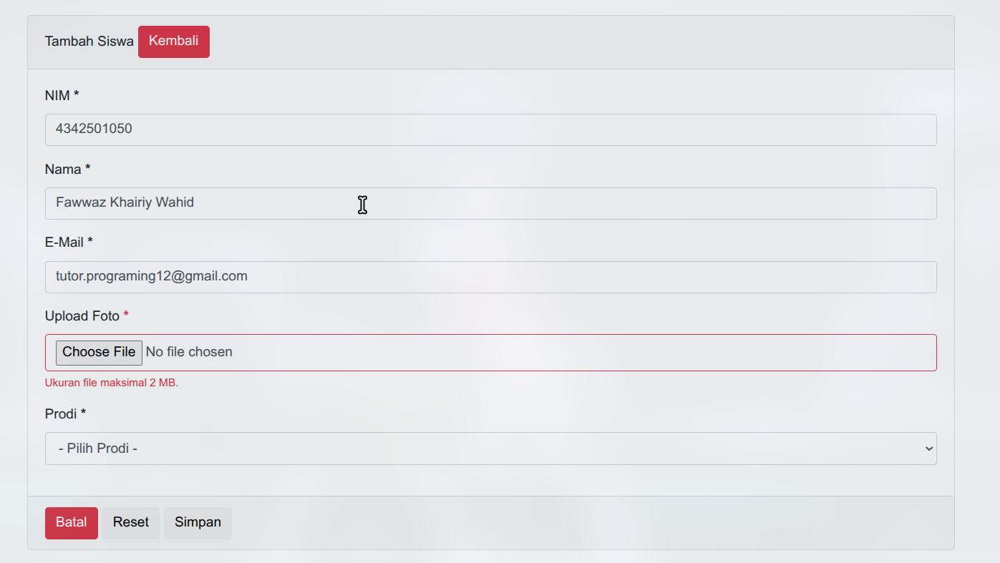 Tambah Siswa Kembali
NIM *
4342501050
Nama *
Fawwaz Khairiy Wahid
E-Mail *
tutor.programing12@gmail.com
Upload Foto *
Choose File No file chosen
Ukuran file maksimal 2 MB.
Prodi *
- Pilih Prodi -
Batal Reset Simpan